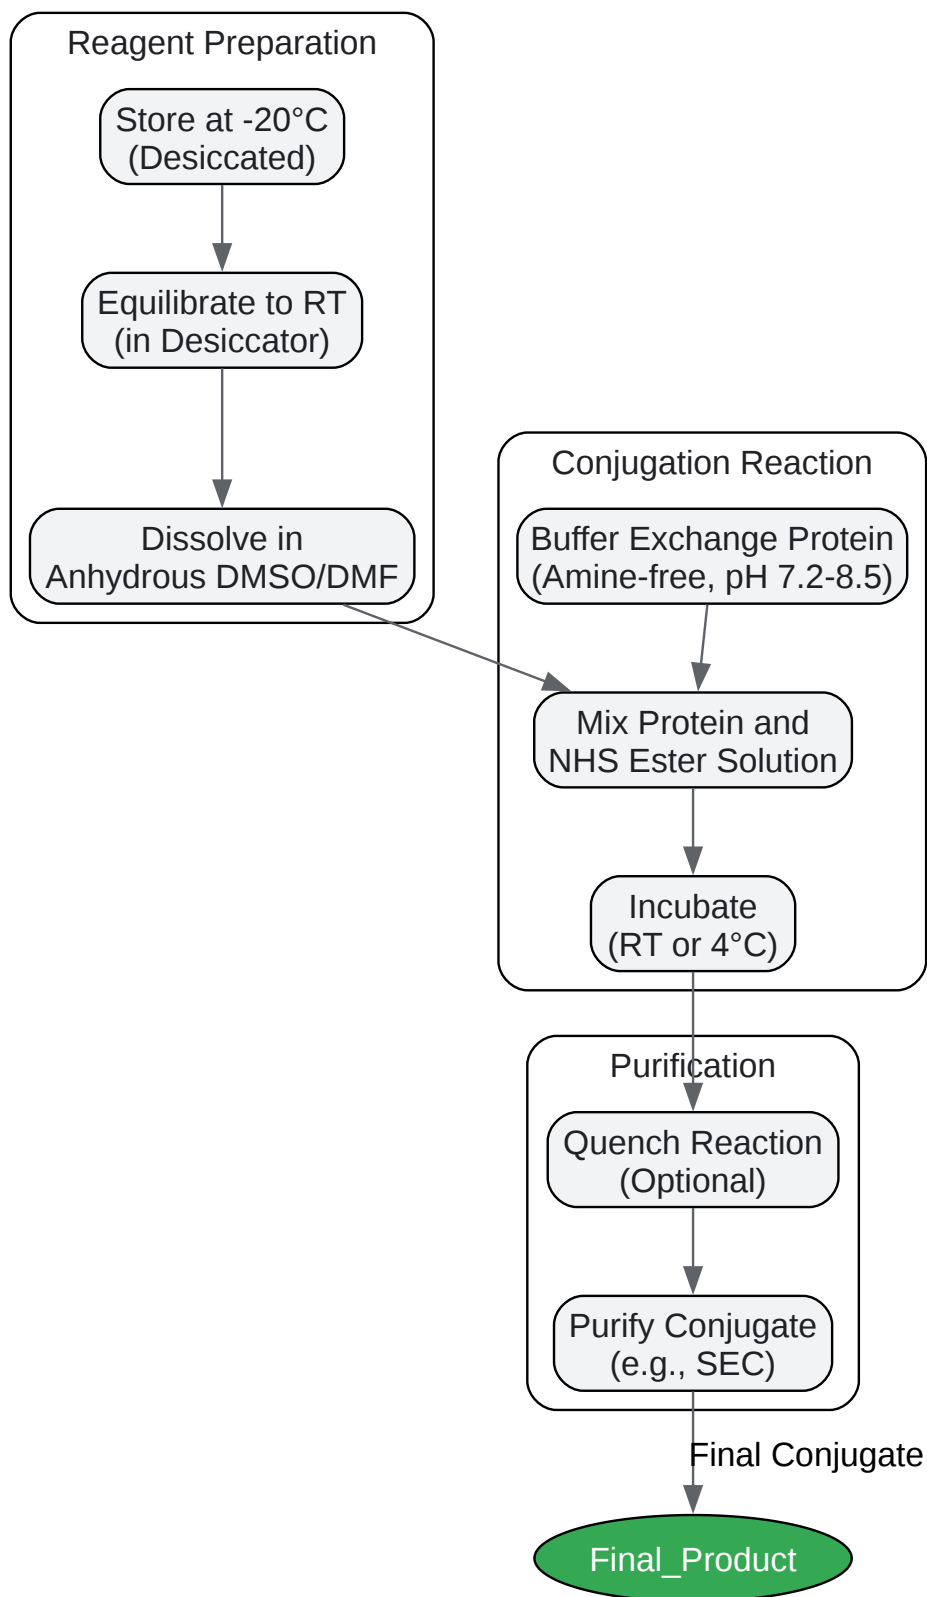 Reagent Preparation
Store at -20°C
(Desiccated)
Equilibrate to RT
(in Desiccator)
Dissolve in
Anhydrous DMSO/DMF
Conjugation Reaction
Buffer Exchange Protein
(Amine-free, pH 7.2-8.5)
Mix Protein and
NHS Ester Solution
Incubate
(RT or 4°C)
Purification
Quench Reaction
(Optional)
Purify Conjugate
(e.g., SEC)
Final Conjugate
Final_Product